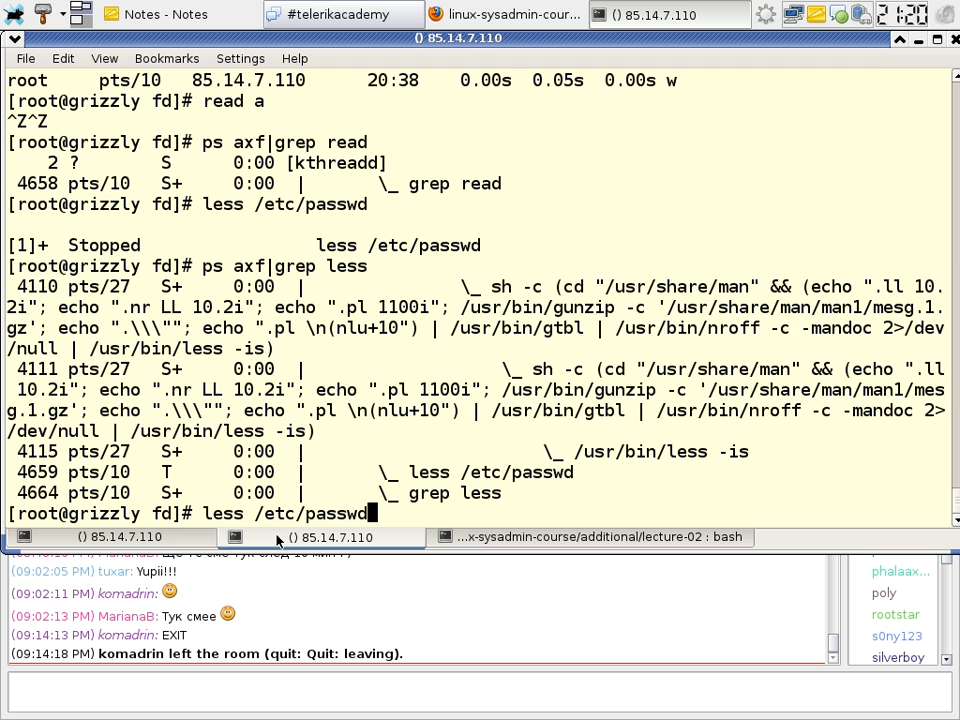 Notes - Notes
#telerikacademy
linux-sysadmin-cour...
() 85.14.7.110
21:20
() 85.14.7.110
File Edit View Bookmarks Settings Help
root     pts/10   85.14.7.110      20:38    0.00s  0.05s  0.00s w
[root@grizzly fd]# read a
^Z^Z
[root@grizzly fd]# ps axf|grep read
    2 ?        S      0:00 [kthreadd]
 4658 pts/10   S+     0:00  |       \_ grep read
[root@grizzly fd]# less /etc/passwd
[1]+  Stopped                 less /etc/passwd
[root@grizzly fd]# ps axf|grep less
 4110 pts/27   S+     0:00  |               \_ sh -c (cd "/usr/share/man" && (echo ".ll 10.
2i"; echo ".nr LL 10.2i"; echo ".pl 1100i"; /usr/bin/gunzip -c '/usr/share/man/man1/mesg.1.
gz'; echo ".\\\""; echo ".pl \n(nlu+10") | /usr/bin/gtbl | /usr/bin/nroff -c -mandoc 2>/dev
/null | /usr/bin/less -is)
 4111 pts/27   S+     0:00  |                   \_ sh -c (cd "/usr/share/man" && (echo ".ll
 10.2i"; echo ".nr LL 10.2i"; echo ".pl 1100i"; /usr/bin/gunzip -c '/usr/share/man/man1/mes
g.1.gz'; echo ".\\\""; echo ".pl \n(nlu+10") | /usr/bin/gtbl | /usr/bin/nroff -c -mandoc 2>
/dev/null | /usr/bin/less -is)
 4115 pts/27   S+     0:00  |                       \_ /usr/bin/less -is
 4659 pts/10   T      0:00  |       \_ less /etc/passwd
 4664 pts/10   S+     0:00  |       \_ grep less
[root@grizzly fd]# less /etc/passwd
() 85.14.7.110
() 85.14.7.110
...x-sysadmin-course/additional/lecture-02 : bash
(09:02:05 PM) tuxar: Yupii!!!
(09:02:11 PM) komadrin:
(09:02:13 PM) MarianaB: Тук смее
(09:14:13 PM) komadrin: EXIT
(09:14:18 PM) komadrin left the room (quit: Quit: leaving).
phalaax...
poly
rootstar
s0ny123
silverboy